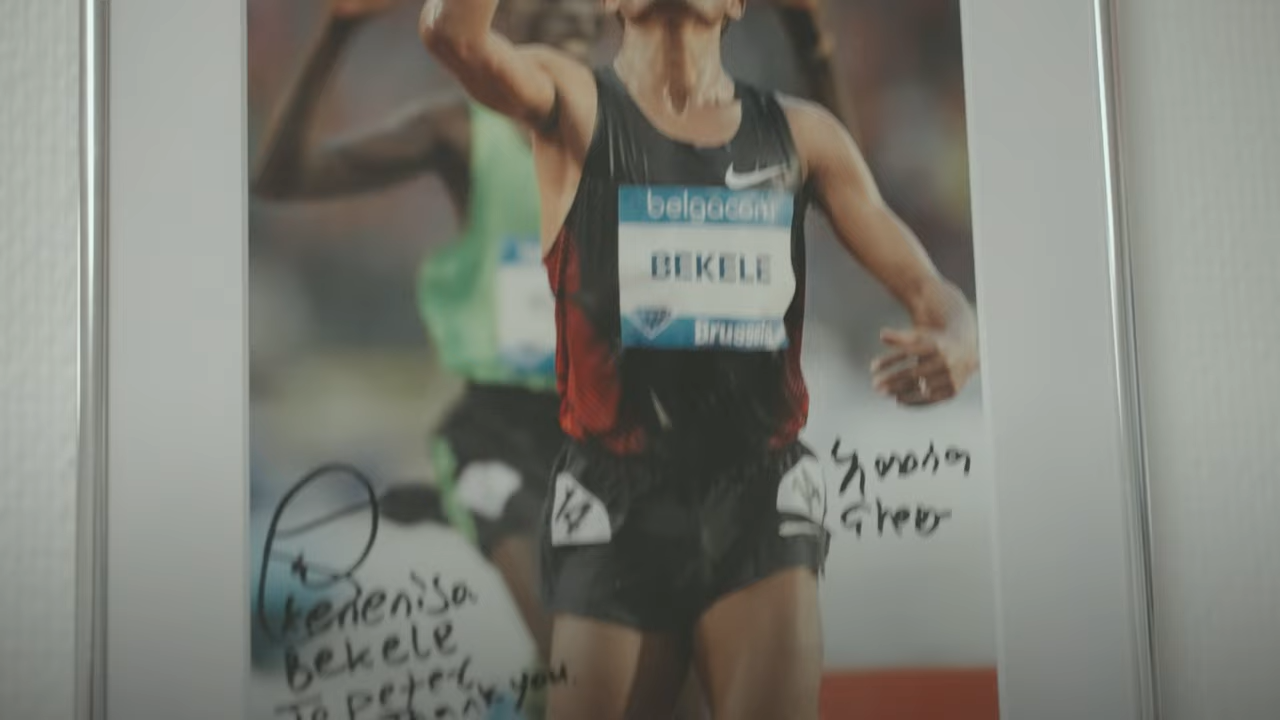 belgacom
BEKELE
Brussels
kenenisa
Bekele
To peter
Thank you.